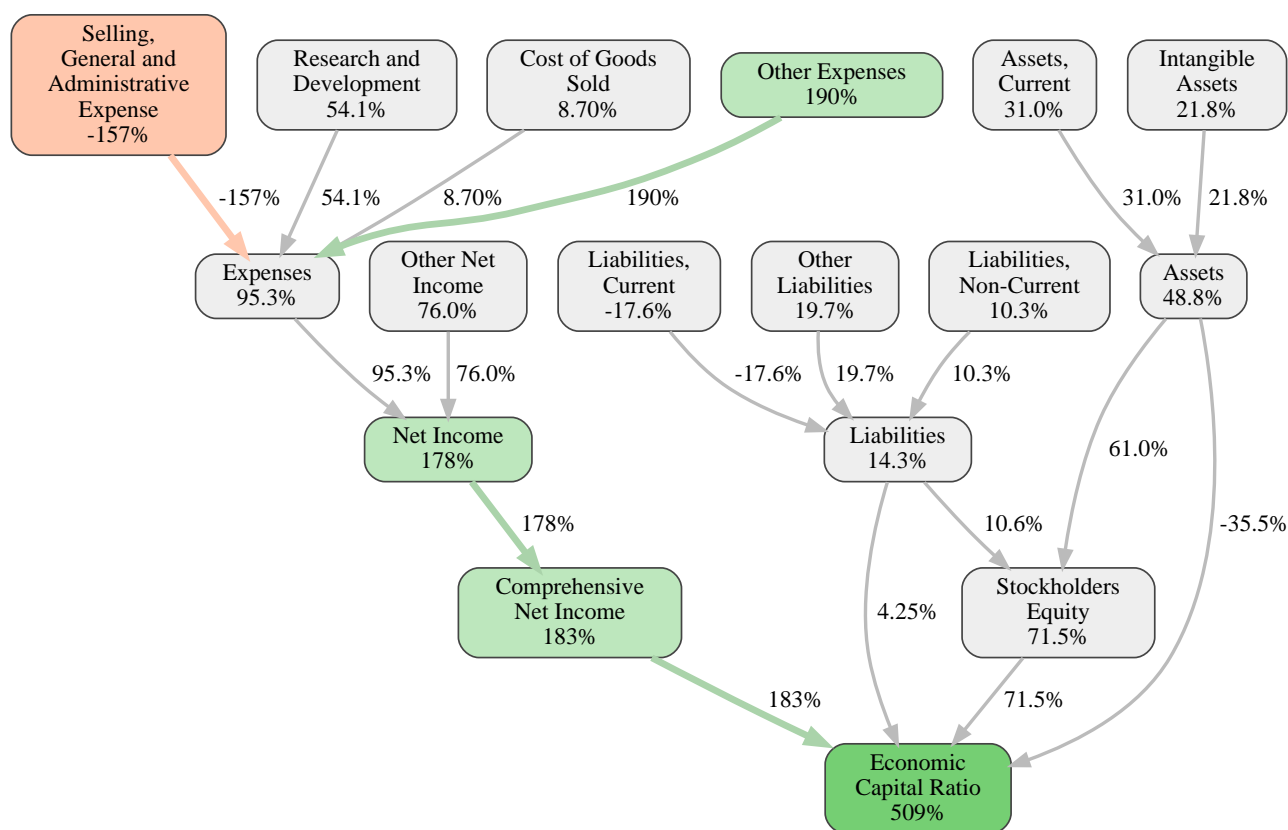 Selling,
General and
Administrative
Expense
-157%
Research and
Development
54.1%
Cost of Goods
Sold
8.70%
Other Expenses
190%
Assets,
Current
31.0%
Intangible
Assets
21.8%
-157%
54.1%
8.70%
190%
31.0%
21.8%
Expenses
95.3%
Other Net
Income
76.0%
Liabilities,
Current
-17.6%
Other
Liabilities
19.7%
Liabilities,
Non-Current
10.3%
Assets
48.8%
95.3%
76.0%
-17.6%
19.7%
10.3%
Net Income
178%
Liabilities
14.3%
61.0%
178%
10.6%
-35.5%
Comprehensive
Net Income
183%
4.25%
Stockholders
Equity
71.5%
183%
71.5%
Economic
Capital Ratio
509%